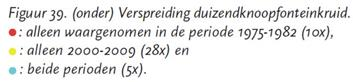 Figuur 39. (onder) Verspreiding duizendknoopfonteinkruid.
●: alleen waargenomen in de periode 1975-1982 (10x),
●: alleen 2000-2009 (28x) en
●: beide perioden (5x).